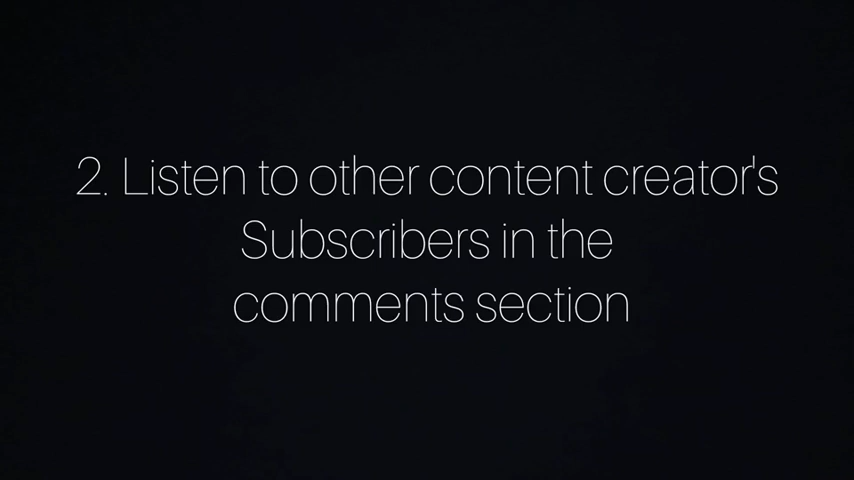 2. Listen to other content creator's
Subscribers in the
comments section